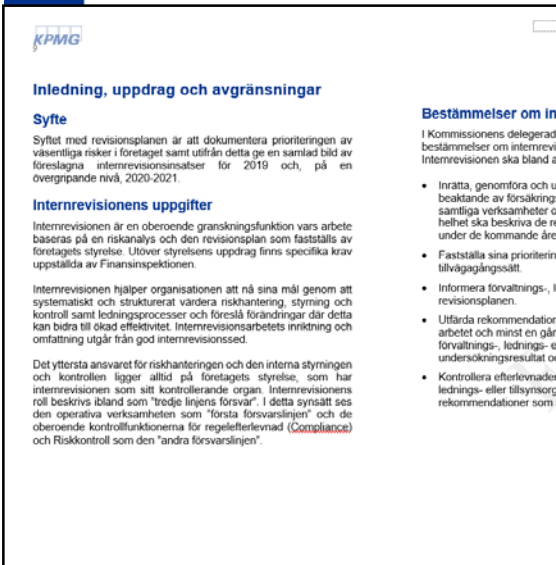 KPMG
Inledning, uppdrag och avgränsningar
Syfte
Syftet med revisionsplanen är att dokumentera prioriteringen av
väsentliga risker i företaget samt utifrån detta ge en samlad bild av
föreslagna internrevisionsinsatser för 2019 och, på en
övergripande nivå, 2020-2021.
Internrevisionens uppgifter
Internrevisionen är en oberoende granskningsfunktion vars arbete
baseras på en riskanalys och den revisionsplan som fastställs av
företagets styrelse. Utöver styrelsens uppdrag finns specifika krav
uppställda av Finansinspektionen.
Internrevisionen hjälper organisationen att nå sina mål genom att
systematiskt och strukturerat värdera riskhantering, styrning och
kontroll samt ledningsprocesser och föreslå förändringar där detta
kan bidra till ökad effektivitet. Internrevisionsarbetets inriktning och
omfattning utgår från god internrevisionssed.
Det yttersta ansvaret för riskhanteringen och den interna styrningen
och kontrollen ligger alltid på företagets styrelse, som har
internrevisionen som sitt kontrollerande organ. Internrevisionens
roll beskrivs ibland som "tredje linjens försvar". I detta synsätt ses
den operativa verksamheten som "första försvarslinjen" och de
oberoende kontrollfunktionerna för regelefterlevnad (Compliance)
och Riskkontroll som den "andra försvarslinjen".
Bestämmelser om in
I Kommissionens delegerad
bestämmelser om internrevi
Internrevisionen ska bland a
• Inrätta, genomföra och u
beaktande av försäkrings
samtliga verksamheter o
helhet ska beskriva de re
under de kommande åre
• Fastställa sina prioriterin
tillvägagångssätt.
• Informera förvaltnings-, l
revisionsplanen.
• Utfärda rekommendation
arbetet och minst en gån
förvaltnings-, lednings- e
undersökningsresultat oc
• Kontrollera efterlevnaden
lednings- eller tillsynsorg
rekommendationer som